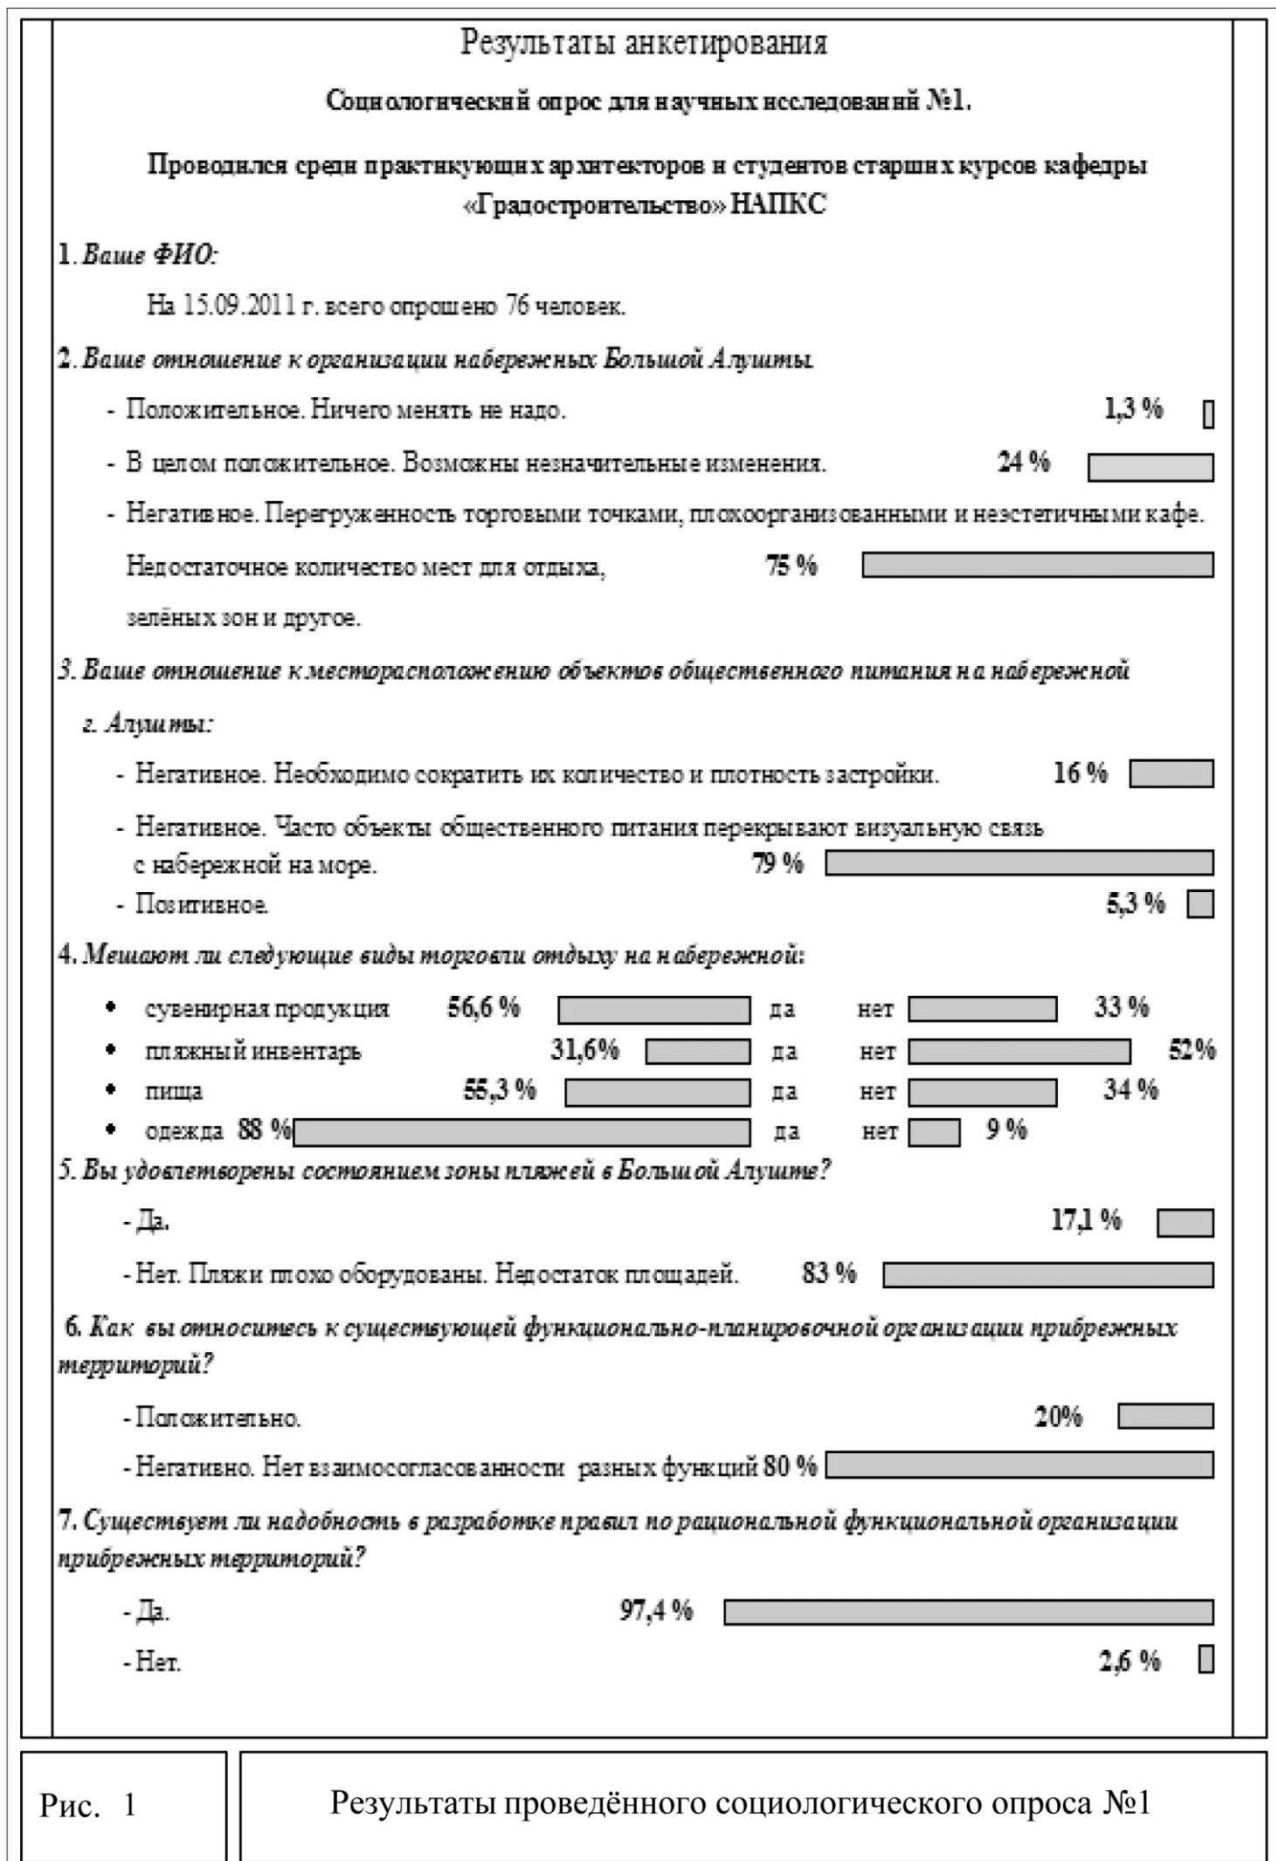 Результаты анкетирования
Социологический опрос для научных исследований №1.
Проводился среди практикующих архитекторов и студентов старших курсов кафедры
«Градостроительство» НАПКС
1. Ваше ФИО:
На 15.09.2011 г. всего опрошено 76 человек.
2. Ваше отношение к организации набережных Большой Алушты
- Положительное. Ничего менять не надо. 1,3 %
- В целом положительное. Возможны незначительные изменения. 24 %
- Негативное. Перегруженность торговыми точками, плохоорганизованными и неэстетичными кафе.
Недостаточное количество мест для отдыха, 75 %
зелёных зон и другое.
3. Ваше отношение к месторасположению объектов общественного питания на набережной
г. Алушты:
- Негативное. Необходимо сократить их количество и плотность застройки. 16 %
- Негативное. Часто объекты общественного питания перекрывают визуальную связь
с набережной на море. 79 %
- Позитивное. 5,3 %
4. Мешают ли следующие виды торговли отдыху на набережной:
• сувенирная продукция 56,6 % да нет 33 %
• пляжный инвентарь 31,6% да нет 52%
• пища 55,3 % да нет 34 %
• одежда 88 % да нет 9 %
5. Вы удовлетворены состоянием зоны пляжей в Большой Алуште?
- Да. 17,1 %
- Нет. Пляжи плохо оборудованы. Недостаток площадей. 83 %
6. Как вы относитесь к существующей функционально-планировочной организации прибрежных
территорий?
- Положительно. 20%
- Негативно. Нет взаимосогласованности разных функций 80 %
7. Существует ли надобность в разработке правил по рациональной функциональной организации
прибрежных территорий?
- Да. 97,4 %
- Нет. 2,6 %
Рис. 1
Результаты проведённого социологического опроса №1